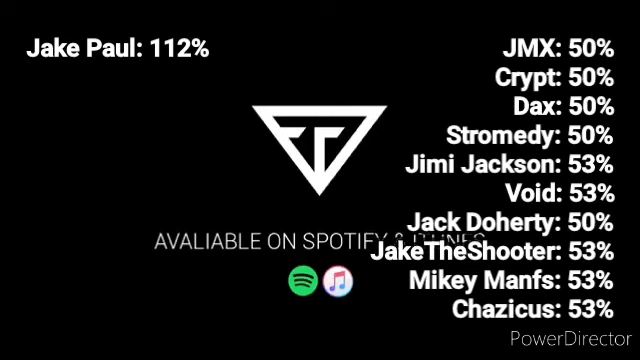 Jake Paul: 112%
JMX: 50%
Crypt: 50%
Dax: 50%
Stromedy: 50%
Jimi Jackson: 53%
Void: 53%
Jack Doherty: 50%
AVALIABLE ON SPOTIFY & ITUNES
JakeTheShooter: 53%
Mikey Manfs: 53%
Chazicus: 53%
PowerDirector